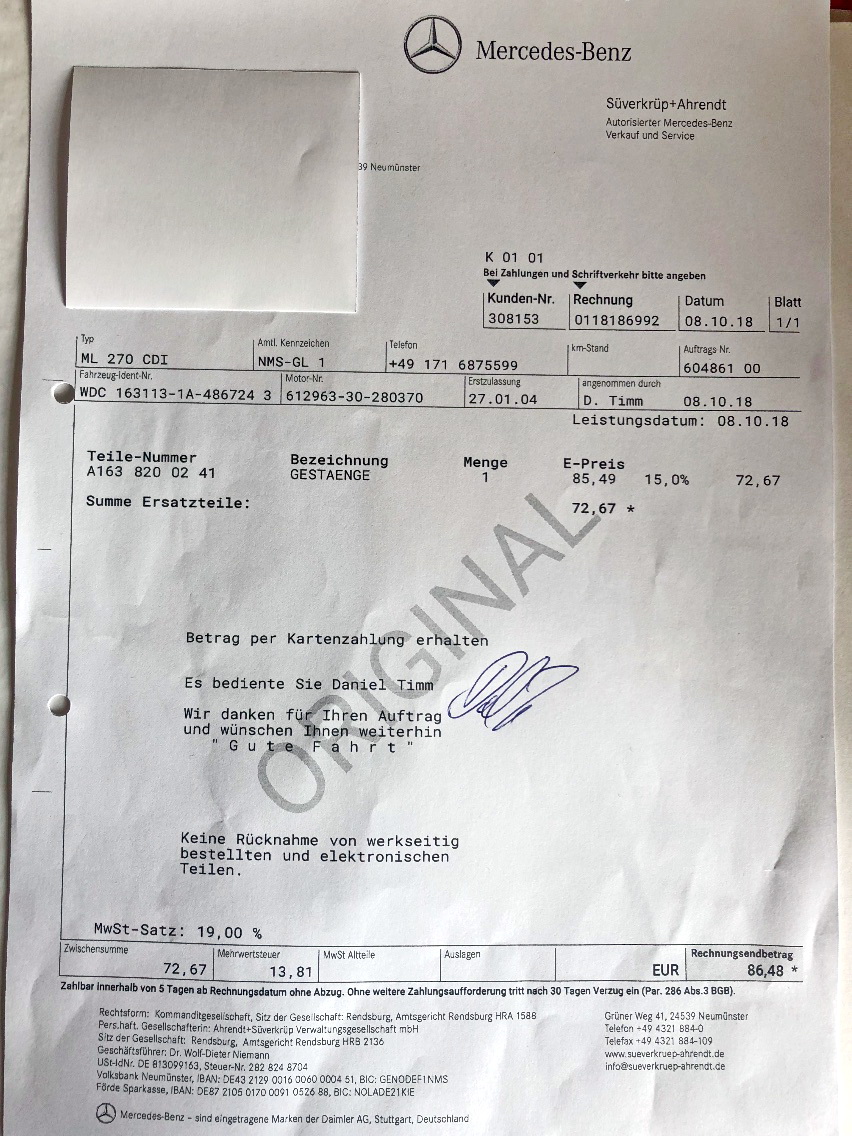 Mercedes-Benz
Süverkrüp+Ahrendt
Autorisierter Mercedes-Benz
Verkauf und Service
39 Neumünster
K 01 01
Bei Zahlungen und Schriftverkehr bitte angeben
Kunden-Nr. Rechnung Datum Blatt
308153 0118186992 08.10.18 1/1
Typ Amtl. Kennzeichen Telefon km-Stand Auftrags-Nr.
ML 270 CDI NMS-GL 1 +49 171 6875599 604861 00
Fahrzeug-Ident-Nr. Motor-Nr. Erstzulassung angenommen durch
WDC 163113-1A-486724 3 612963-30-280370 27.01.04 D. Timm 08.10.18
Leistungsdatum: 08.10.18
Teile-Nummer Bezeichnung Menge E-Preis
A163 820 02 41 GESTAENGE 1 85,49 15,0% 72,67
Summe Ersatzteile: 72,67 *
ORIGINAL
Betrag per Kartenzahlung erhalten
Es bediente Sie Daniel Timm
Wir danken für Ihren Auftrag
und wünschen Ihnen weiterhin
" G u t e F a h r t "
Keine Rücknahme von werkseitig
bestellten und elektronischen
Teilen.
MwSt-Satz: 19,00 %
Zwischensumme Mehrwertsteuer MwSt Altteile Auslagen Rechnungsendbetrag
72,67 13,81 EUR 86,48 *
Zahlbar innerhalb von 5 Tagen ab Rechnungsdatum ohne Abzug. Ohne weitere Zahlungsaufforderung tritt nach 30 Tagen Verzug ein (Par. 286 Abs.3 BGB).
Rechtsform: Kommanditgesellschaft, Sitz der Gesellschaft: Rendsburg, Amtsgericht Rendsburg HRA 1588
Pers.haft. Gesellschafterin: Ahrendt+Süverkrüp Verwaltungsgesellschaft mbH
Sitz der Gesellschaft: Rendsburg, Amtsgericht Rendsburg HRB 2136
Geschäftsführer: Dr. Wolf-Dieter Niemann
USt-IdNr. DE 813099163, Steuer-Nr. 282 824 8704
Volksbank Neumünster, IBAN: DE43 2129 0016 0060 0004 51, BIC: GENODEF1NMS
Förde Sparkasse, IBAN: DE87 2105 0170 0091 0526 88, BIC: NOLADE21KIE
Grüner Weg 41, 24539 Neumünster
Telefon +49 4321 884-0
Telefax +49 4321 884-109
www.sueverkruep-ahrendt.de
info@sueverkruep-ahrendt.de
Mercedes-Benz - sind eingetragene Marken der Daimler AG, Stuttgart, Deutschland